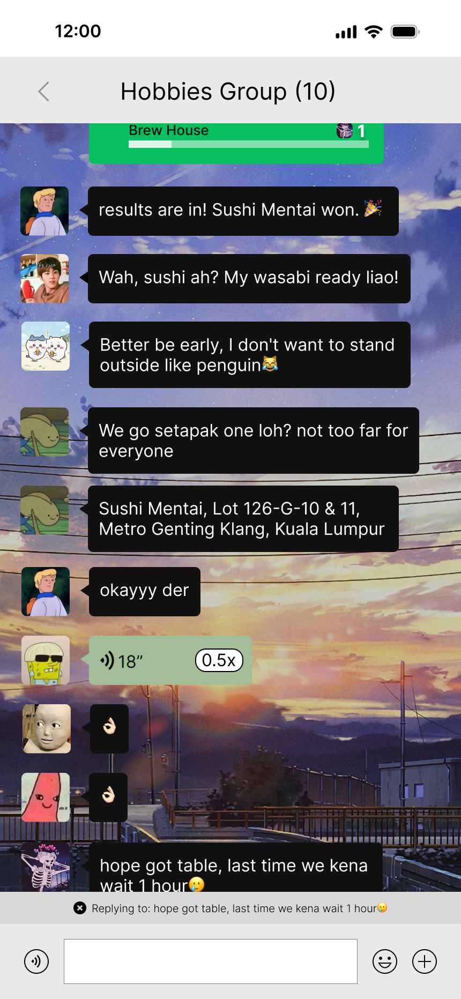 12:00
Hobbies Group (10)
Brew House
1
results are in! Sushi Mentai won. 🎉
Wah, sushi ah? My wasabi ready liao!
Better be early, I don't want to stand
outside like penguin😹
We go setapak one loh? not too far for
everyone
Sushi Mentai, Lot 126-G-10 & 11,
Metro Genting Klang, Kuala Lumpur
okayyy der
18”
0.5x
👌🏻
👌🏻
do it
hope got table, last time we kena
wait 1 hour🥲
Replying to: hope got table, last time we kena wait 1 hour🥲